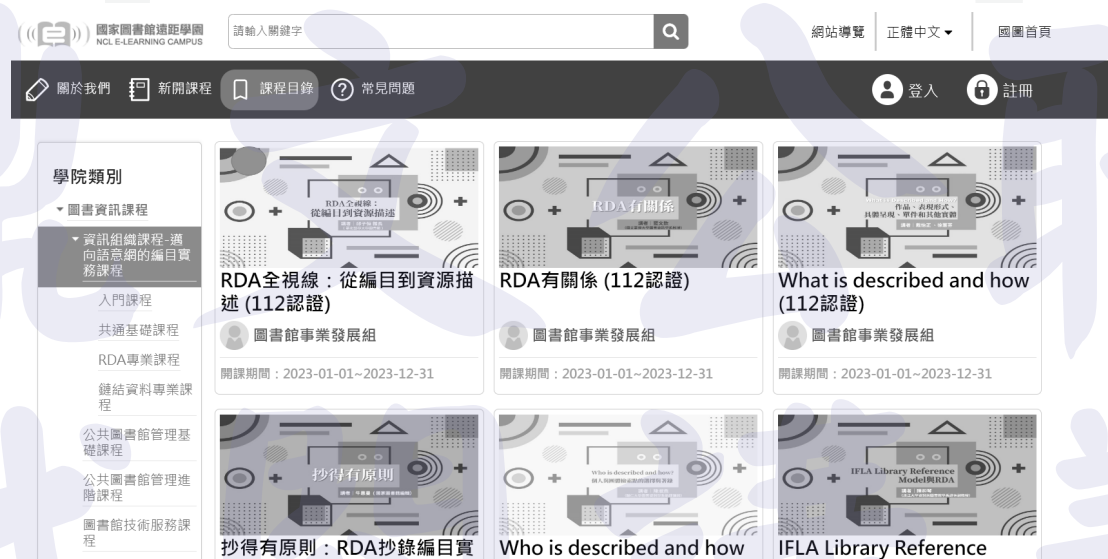 國家圖書館遠距學園
NCL E-LEARNING CAMPUS
請輸入關鍵字
網站導覽
正體中文
國圖首頁
關於我們
新開課程
課程目錄
常見問題
登入
註冊
學院類別
圖書資訊課程
資訊組織課程-邁
向語意網的編目實
務課程
入門課程
共通基礎課程
RDA專業課程
鏈結資料專業課
程
公共圖書館管理基
礎課程
公共圖書館管理進
階課程
圖書館技術服務課
程
RDA全視線：
從編目到資源描述
RDA全視線：從編目到資源描
述 (112認證)
圖書館事業發展組
開課期間：2023-01-01~2023-12-31
RDA有關係
RDA有關係 (112認證)
圖書館事業發展組
開課期間：2023-01-01~2023-12-31
作品、表現形式、
具體呈現、單件和其他實體
What is described and how
(112認證)
圖書館事業發展組
開課期間：2023-01-01~2023-12-31
抄得有原則
抄得有原則：RDA抄錄編目實
Who is described and how?
Who is described and how
IFLA Library Reference
Model與RDA
IFLA Library Reference